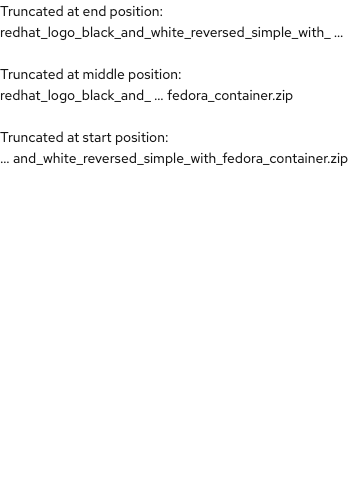 Truncated at end position:
redhat_logo_black_and_white_reversed_simple_with_ ...
Truncated at middle position:
redhat_logo_black_and_ ... fedora_container.zip
Truncated at start position:
... and_white_reversed_simple_with_fedora_container.zip